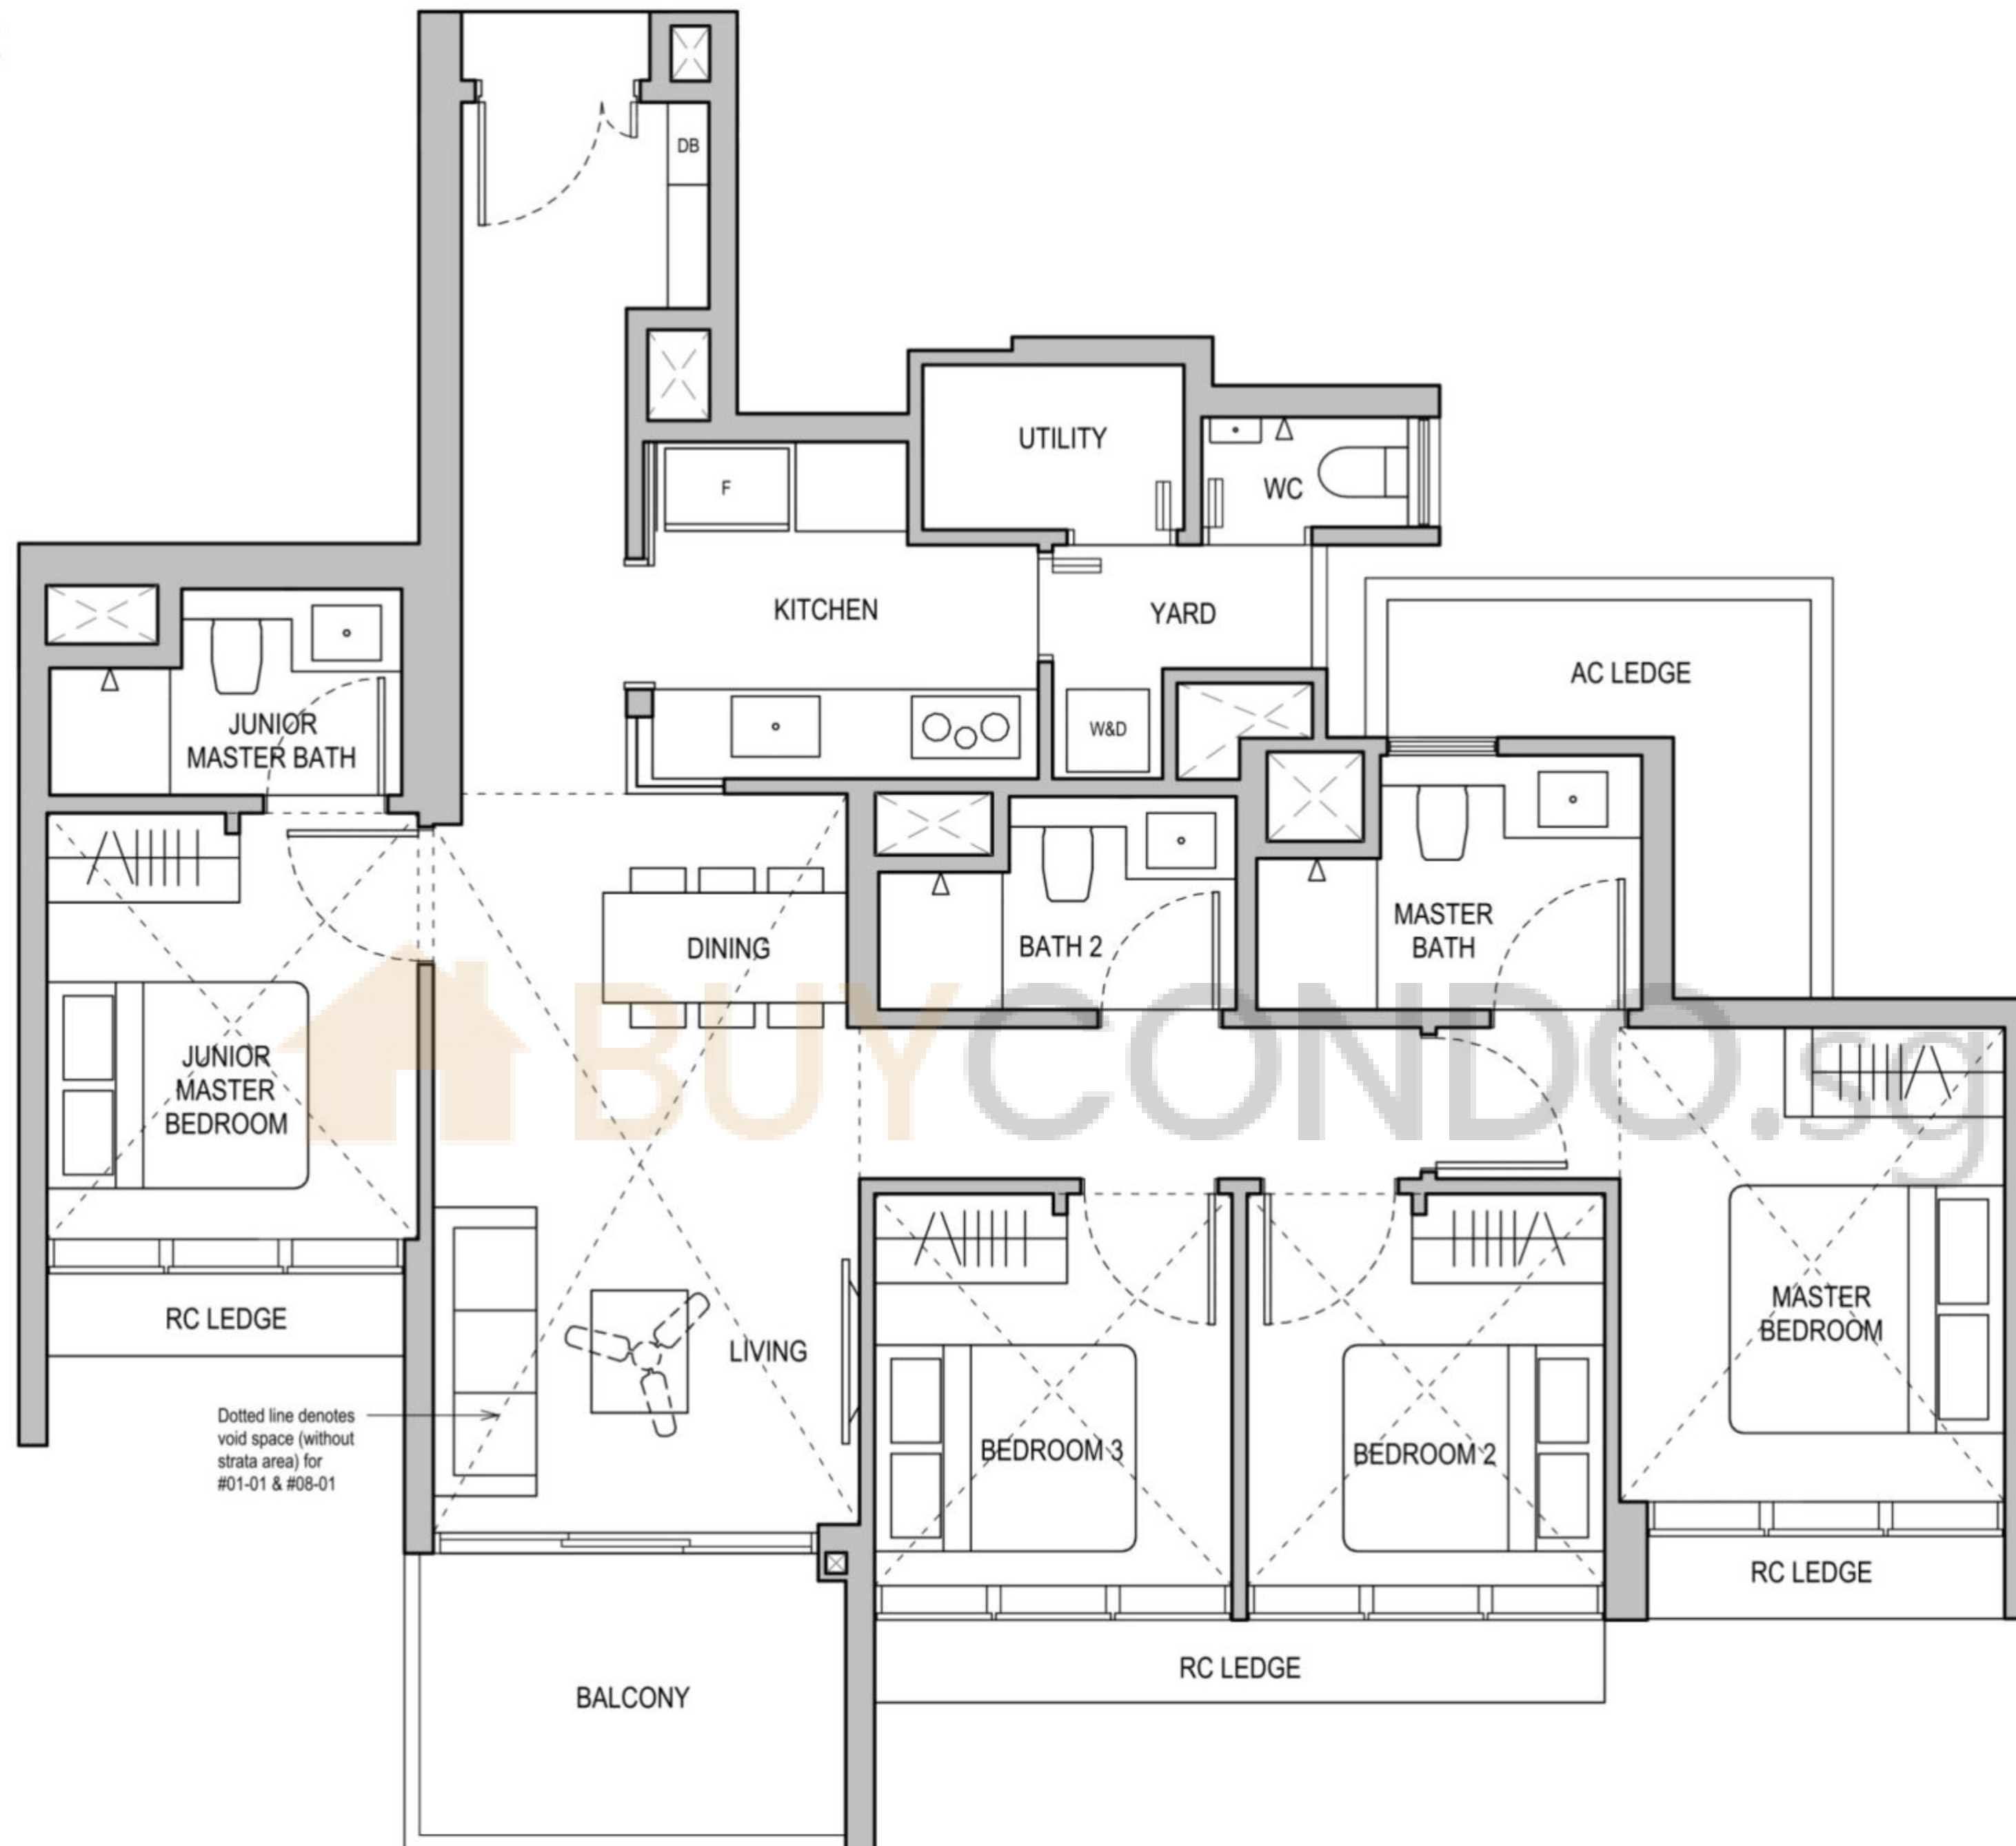 DB
UTILITY
F
WC
KITCHEN
YARD
AC LEDGE
JUNIOR
MASTER BATH
W&D
DINING
BATH 2
MASTER
BATH
BUYCONDO.sg
JUNIOR
MASTER
BEDROOM
RC LEDGE
LIVING
MASTER
BEDROOM
Dotted line denotes
void space (without
strata area) for
#01-01 & #08-01
BEDROOM 3
BEDROOM 2
RC LEDGE
RC LEDGE
BALCONY